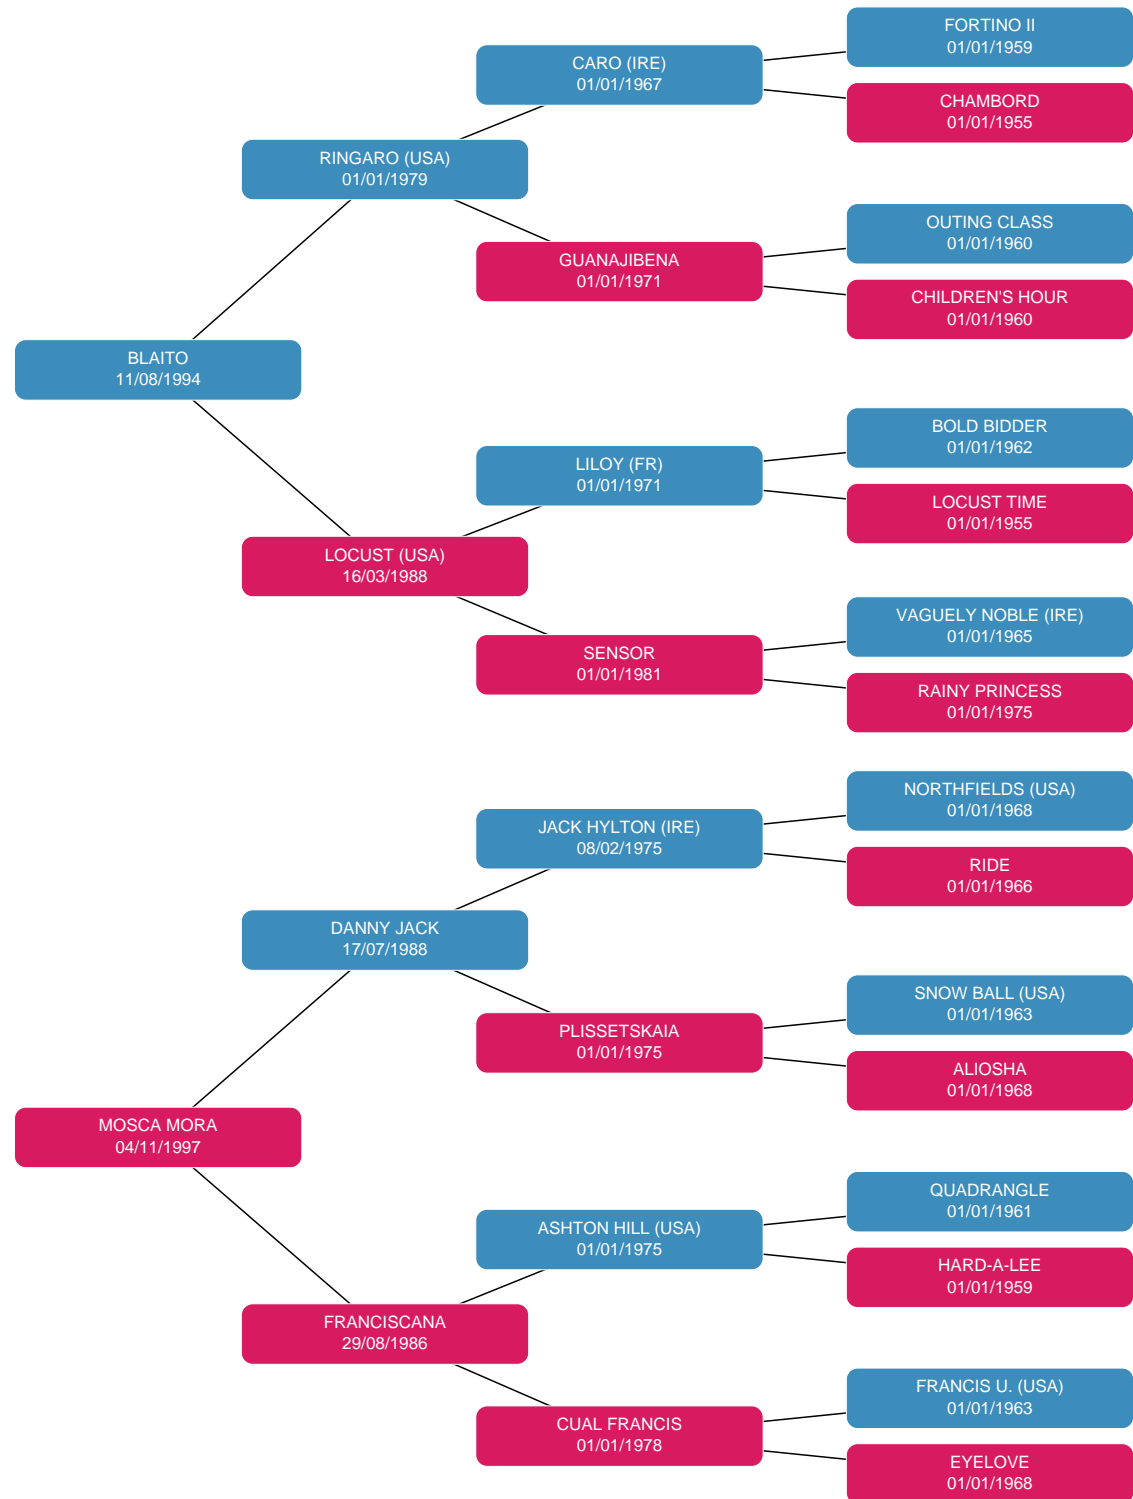 FORTINO II
01/01/1959
CARO (IRE)
01/01/1967
CHAMBORD
01/01/1955
RINGARO (USA)
01/01/1979
OUTING CLASS
01/01/1960
GUANAJIBENA
01/01/1971
CHILDREN'S HOUR
01/01/1960
BLAITO
11/08/1994
BOLD BIDDER
01/01/1962
LILOY (FR)
01/01/1971
LOCUST TIME
01/01/1955
LOCUST (USA)
16/03/1988
VAGUELY NOBLE (IRE)
01/01/1965
SENSOR
01/01/1981
RAINY PRINCESS
01/01/1975
NORTHFIELDS (USA)
01/01/1968
JACK HYLTON (IRE)
08/02/1975
RIDE
01/01/1966
DANNY JACK
17/07/1988
SNOW BALL (USA)
01/01/1963
PLISSETSKAIA
01/01/1975
ALIOSHA
01/01/1968
MOSCA MORA
04/11/1997
QUADRANGLE
01/01/1961
ASHTON HILL (USA)
01/01/1975
HARD-A-LEE
01/01/1959
FRANCISCANA
29/08/1986
FRANCIS U. (USA)
01/01/1963
CUAL FRANCIS
01/01/1978
EYELOVE
01/01/1968